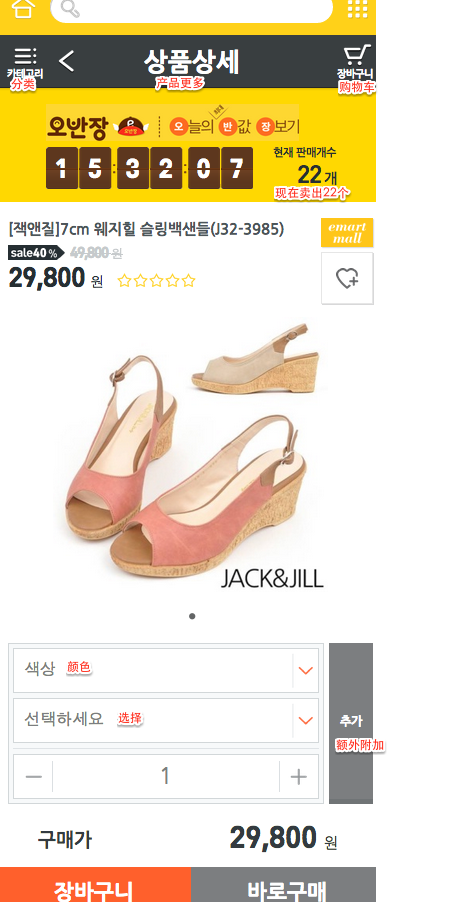 상품상세
카테고리
장바구니
分类
产品更多
购物车
오반장
오반장
오늘의 반값 장보기
15:32:07
현재 판매개수
22 개
现在卖出22个
[잭앤질]7cm 웨지힐 슬링백샌들(J32-3985)
emart
mall
sale40% 49,800 원
29,800 원
JACK&JILL
색상 颜色
선택하세요 选择
추가
额外附加
1
구매가 29,800 원
장바구니 바로구매